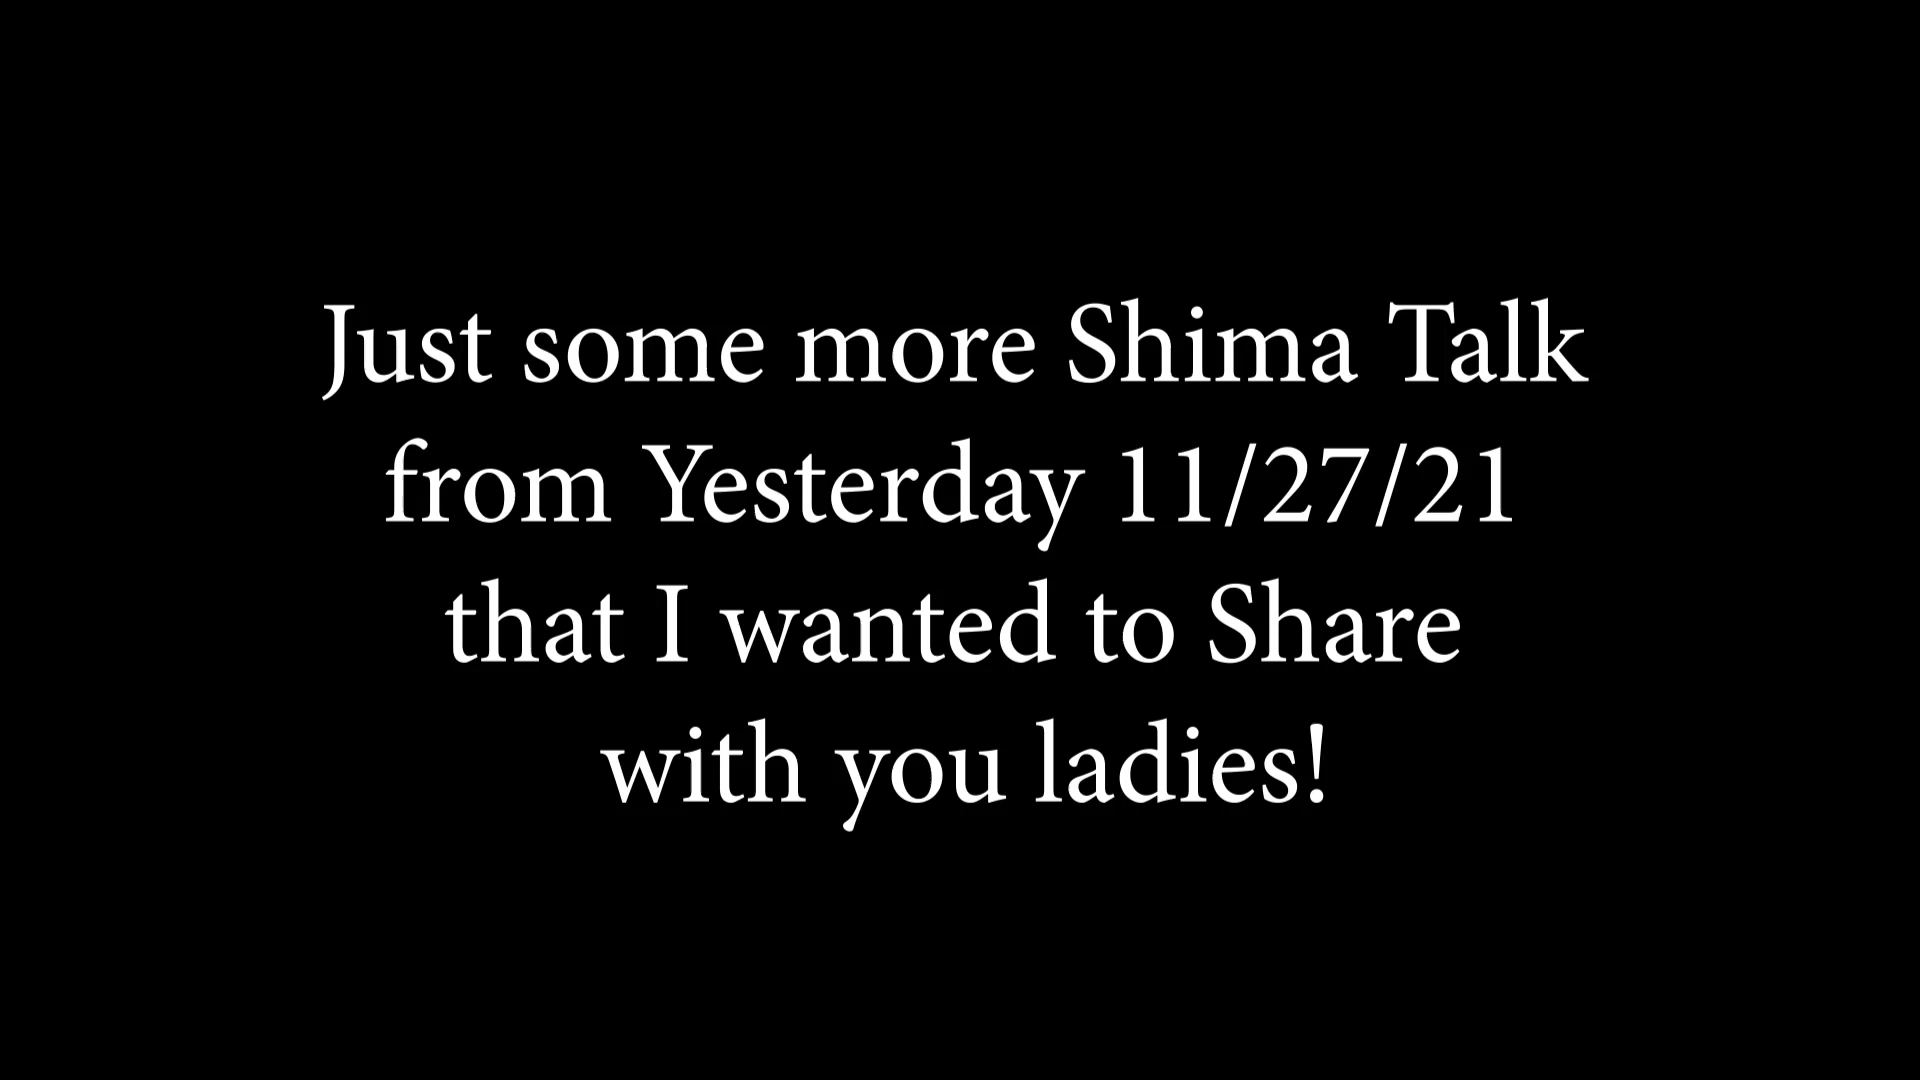 Just some more Shima Talk
from Yesterday 11/27/21
that I wanted to Share
with you ladies!